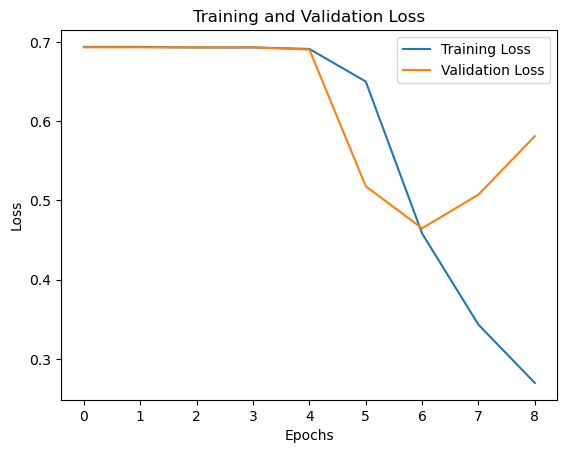 Training and Validation Loss
Training Loss
Validation Loss
0.7
0.6
0.5
0.4
0.3
Loss
0 1 2 3 4 5 6 7 8
Epochs